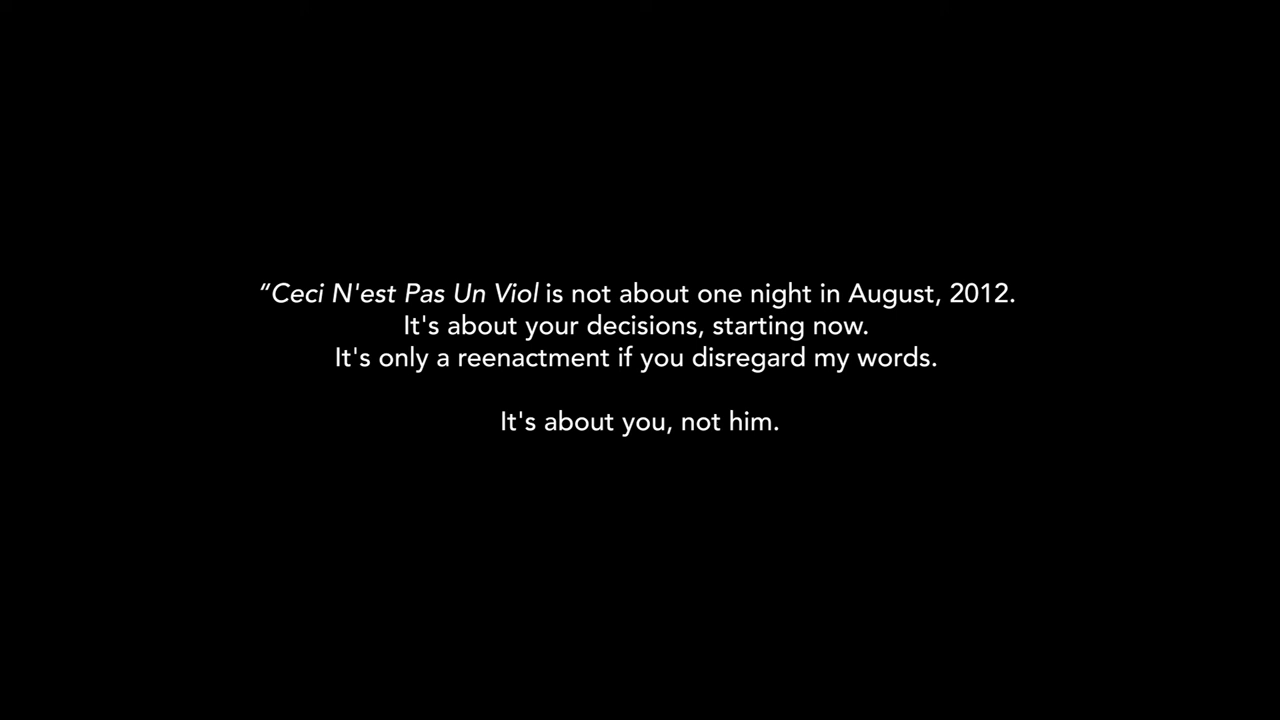 “Ceci N'est Pas Un Viol is not about one night in August, 2012.
It's about your decisions, starting now.
It's only a reenactment if you disregard my words.
It's about you, not him.